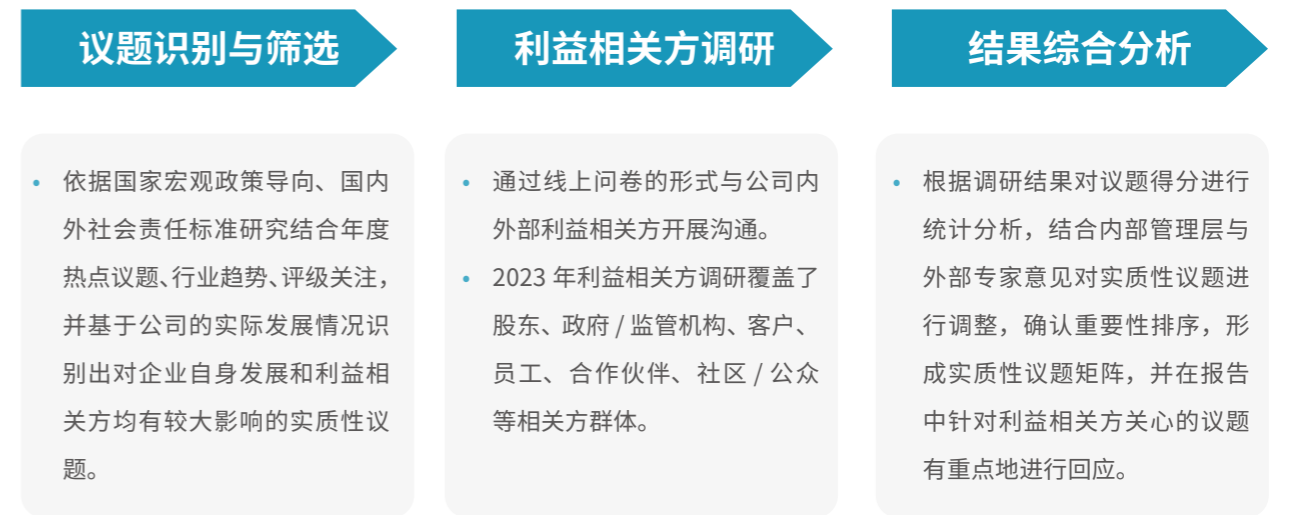 议题识别与筛选
• 依据国家宏观政策导向、国内
外社会责任标准研究结合年度
热点议题、行业趋势、评级关注，
并基于公司的实际发展情况识
别出对企业自身发展和利益相
关方均有较大影响的实质性议
题。
利益相关方调研
• 通过线上问卷的形式与公司内
外部利益相关方开展沟通。
• 2023 年利益相关方调研覆盖了
股东、政府 / 监管机构、客户、
员工、合作伙伴、社区 / 公众
等相关方群体。
结果综合分析
• 根据调研结果对议题得分进行
统计分析，结合内部管理层与
外部专家意见对实质性议题进
行调整，确认重要性排序，形
成实质性议题矩阵，并在报告
中针对利益相关方关心的议题
有重点地进行回应。